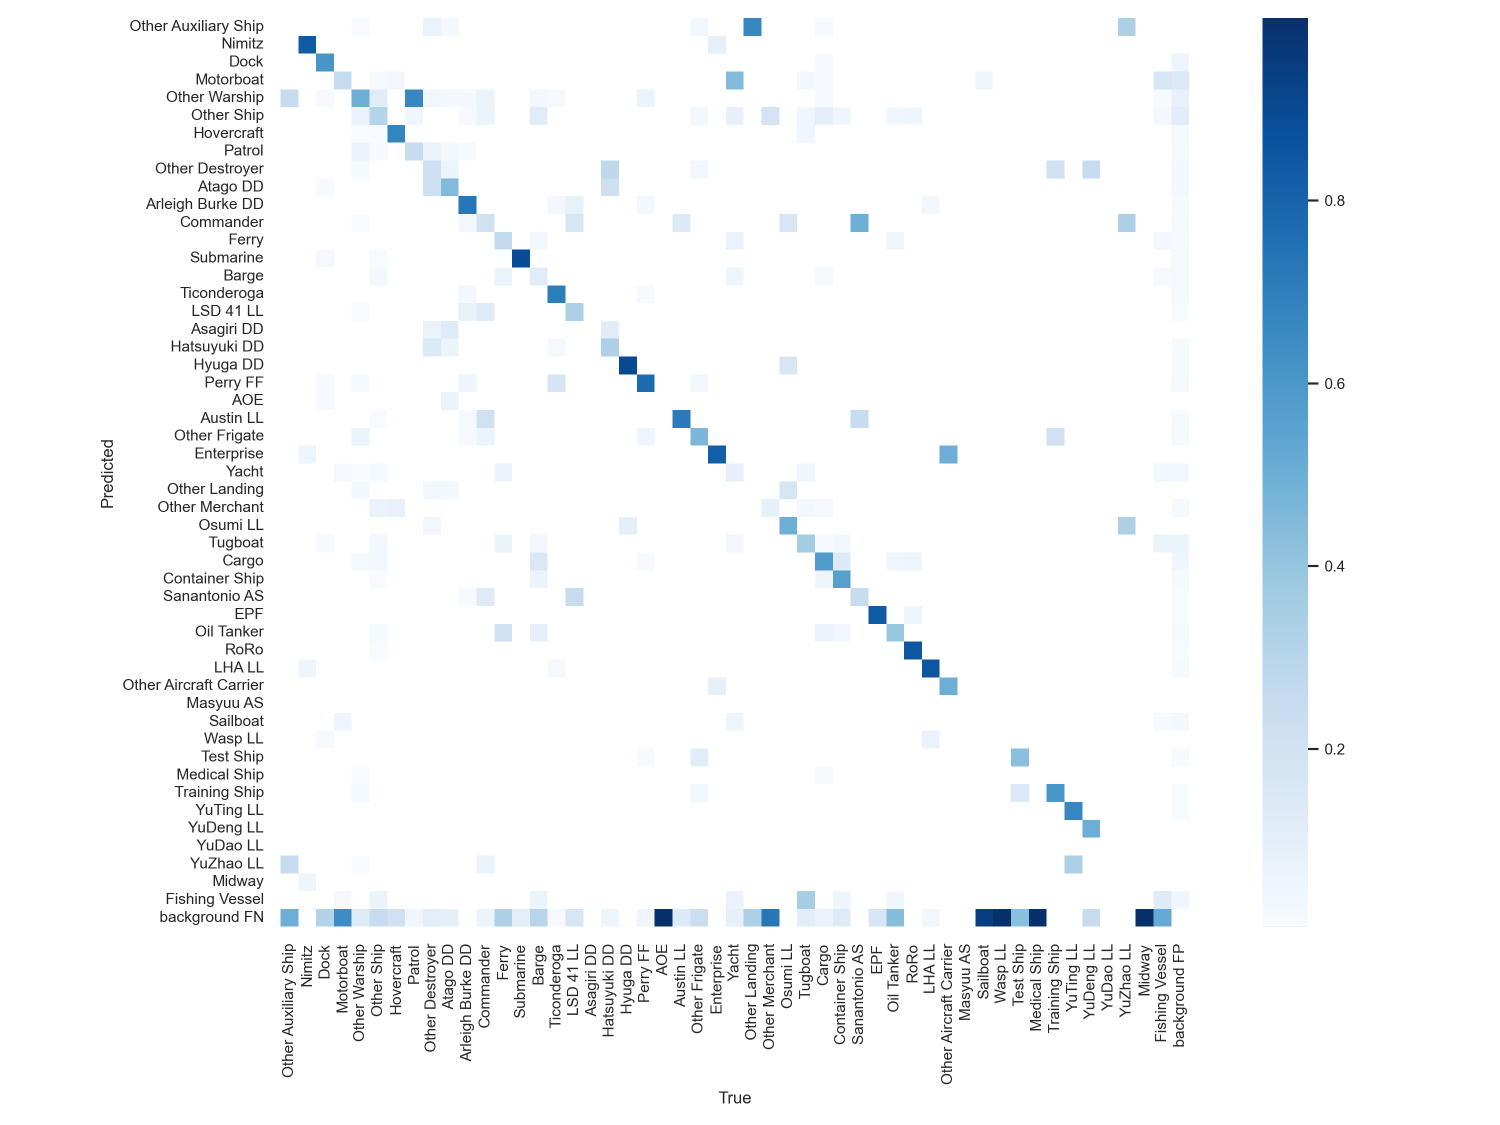 Other Auxiliary Ship
Nimitz
Dock
Motorboat
Other Warship
Other Ship
Hovercraft
Patrol
Other Destroyer
Atago DD
Arleigh Burke DD
Commander
Ferry
Submarine
Barge
Ticonderoga
LSD 41 LL
Asagiri DD
Hatsuyuki DD
Hyuga DD
Perry FF
AOE
Austin LL
Other Frigate
Enterprise
Yacht
Other Landing
Other Merchant
Osumi LL
Tugboat
Cargo
Container Ship
Sanantonio AS
EPF
Oil Tanker
RoRo
LHA LL
Other Aircraft Carrier
Masyuu AS
Sailboat
Wasp LL
Test Ship
Medical Ship
Training Ship
YuTing LL
YuDeng LL
YuDao LL
YuZhao LL
Midway
Fishing Vessel
background FN
Predicted
Other Auxiliary Ship
Nimitz
Dock
Motorboat
Other Warship
Other Ship
Hovercraft
Patrol
Other Destroyer
Atago DD
Arleigh Burke DD
Commander
Ferry
Submarine
Barge
Ticonderoga
LSD 41 LL
Asagiri DD
Hatsuyuki DD
Hyuga DD
Perry FF
AOE
Austin LL
Other Frigate
Enterprise
Yacht
Other Landing
Other Merchant
Osumi LL
Tugboat
Cargo
Container Ship
Sanantonio AS
EPF
Oil Tanker
RoRo
LHA LL
Other Aircraft Carrier
Masyuu AS
Sailboat
Wasp LL
Test Ship
Medical Ship
Training Ship
YuTing LL
YuDeng LL
YuDao LL
YuZhao LL
Midway
Fishing Vessel
background FP
True
0.8
0.6
0.4
0.2